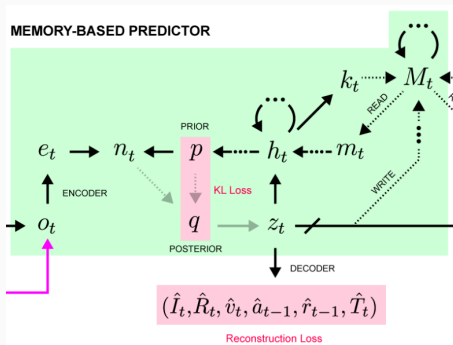 MEMORY-BASED PREDICTOR
k_t
M_t
READ
PRIOR
e_t
n_t
p
h_t
m_t
ENCODER
KL Loss
WRITE
o_t
q
z_t
POSTERIOR
DECODER
(Î_t, R̂_t, v̂_t, â_{t-1}, r̂_{t-1}, T̂_t)
Reconstruction Loss